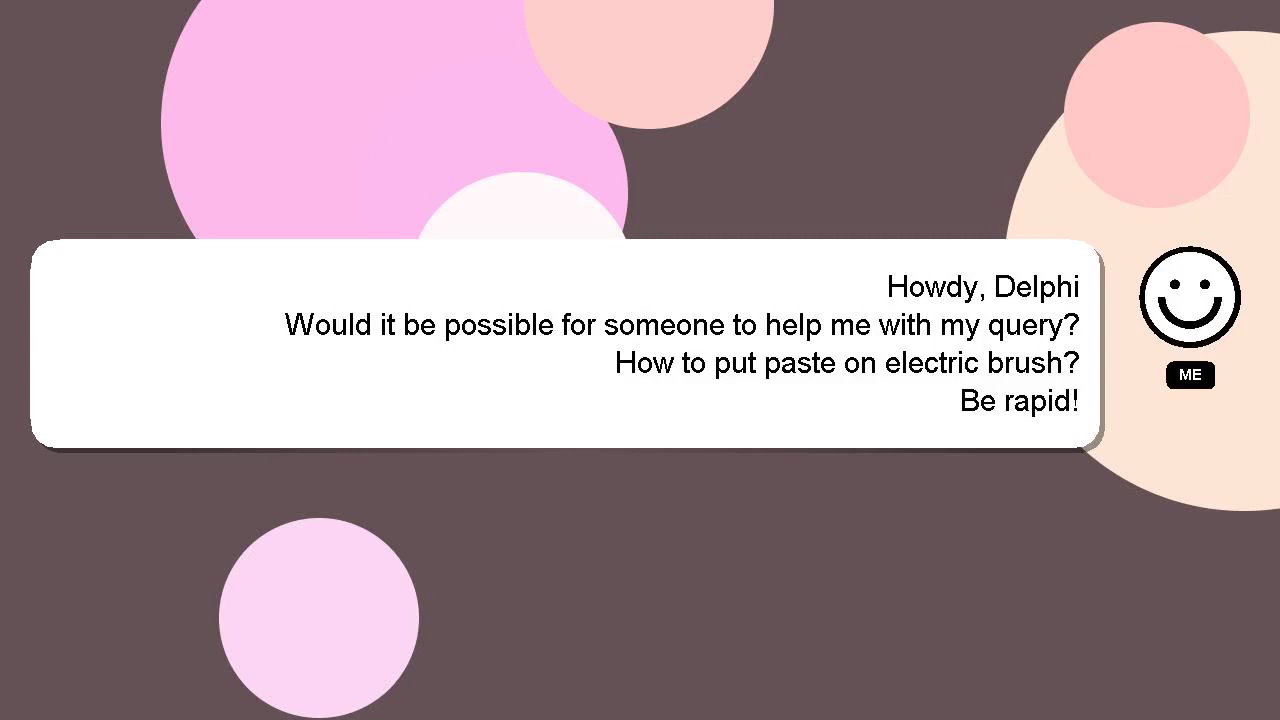 Howdy, Delphi
Would it be possible for someone to help me with my query?
How to put paste on electric brush?
Be rapid!
ME